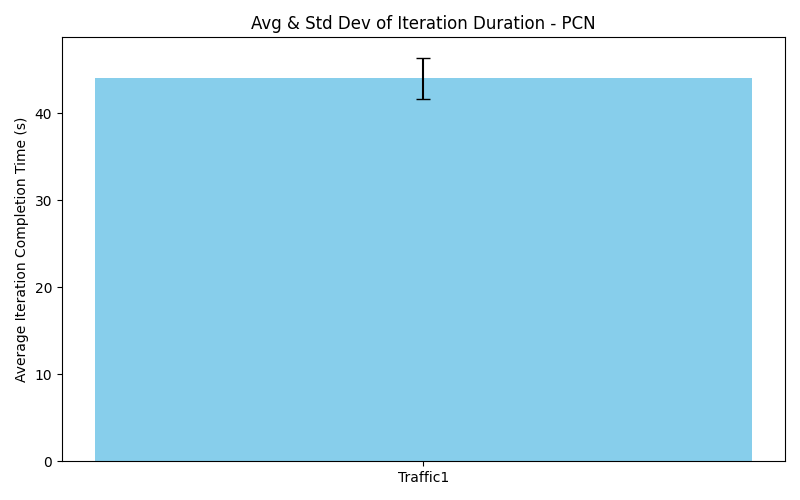 Avg & Std Dev of Iteration Duration - PCN
Average Iteration Completion Time (s)
40
30
20
10
0
Traffic1